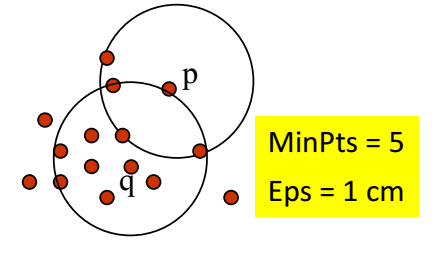 p
q
MinPts = 5
Eps = 1 cm